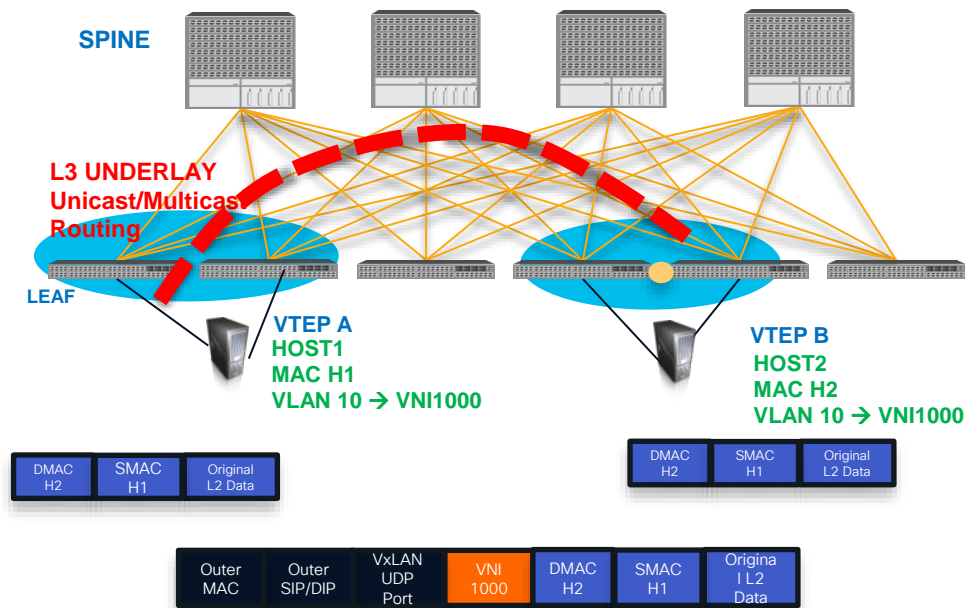 SPINE
L3 UNDERLAY
Unicast/Multicast
Routing
LEAF
VTEP A
HOST1
MAC H1
VLAN 10 → VNI1000
VTEP B
HOST2
MAC H2
VLAN 10 → VNI1000
DMAC
H2
SMAC
H1
Original
L2 Data
DMAC
H2
SMAC
H1
Original
L2 Data
Outer
MAC
Outer
SIP/DIP
VxLAN
UDP
Port
VNI
1000
DMAC
H2
SMAC
H1
Origina
l L2
Data